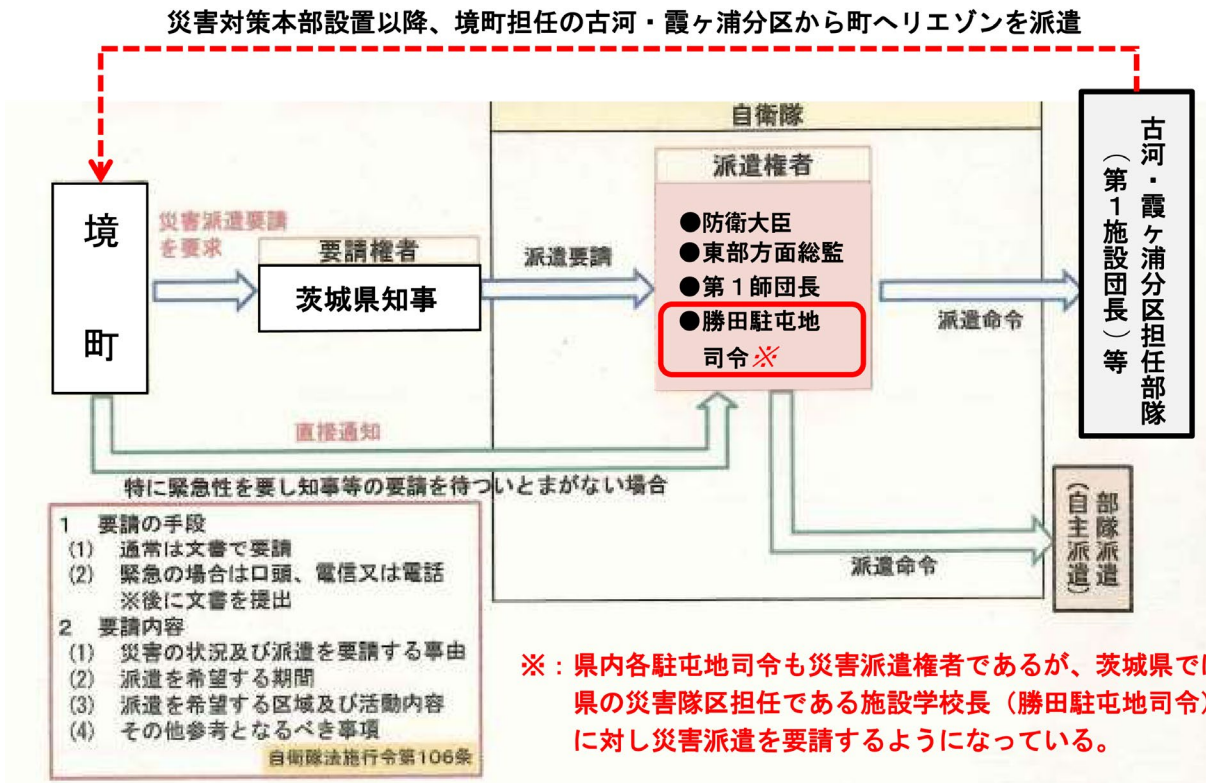 災害対策本部設置以降、境町担任の古河・霞ヶ浦分区から町へリエゾンを派遣
自衛隊
派遣権者
●防衛大臣
●東部方面総監
●第1師団長
●勝田駐屯地
司令※
境町
災害派遣要請
を要求
要請権者
茨城県知事
派遣要請
派遣命令
古河・霞ヶ浦分区担任部隊
（第1施設団長）等
直接通知
特に緊急性を要し知事等の要請を待ついとまがない場合
派遣命令
部隊派遣
（自主派遣）
1 要請の手段
(1) 通常は文書で要請
(2) 緊急の場合は口頭、電信又は電話
※後に文書を提出
2 要請内容
(1) 災害の状況及び派遣を要請する事由
(2) 派遣を希望する期間
(3) 派遣を希望する区域及び活動内容
(4) その他参考となるべき事項
自衛隊法施行令第106条
※：県内各駐屯地司令も災害派遣権者であるが、茨城県では
県の災害隊区担任である施設学校長（勝田駐屯地司令）
に対し災害派遣を要請するようになっている。